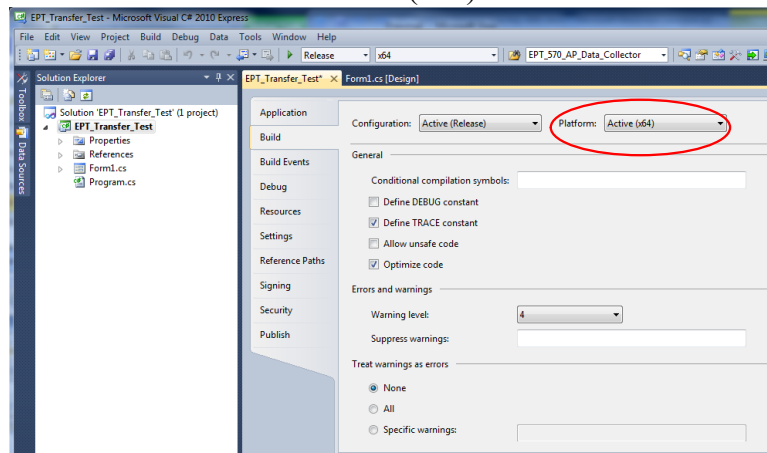 EPT_Transfer_Test - Microsoft Visual C# 2010 Express
File Edit View Project Build Debug Data Tools Window Help
Release x64 EPT_570_AP_Data_Collector
Solution Explorer
EPT_Transfer_Test* Form1.cs [Design]
Toolbox
Data Sources
Solution 'EPT_Transfer_Test' (1 project)
EPT_Transfer_Test
Properties
References
Form1.cs
Program.cs
Application
Build
Build Events
Debug
Resources
Settings
Reference Paths
Signing
Security
Publish
Configuration: Active (Release) Platform: Active (x64)
General
Conditional compilation symbols:
Define DEBUG constant
Define TRACE constant
Allow unsafe code
Optimize code
Errors and warnings
Warning level: 4
Suppress warnings:
Treat warnings as errors
None
All
Specific warnings: